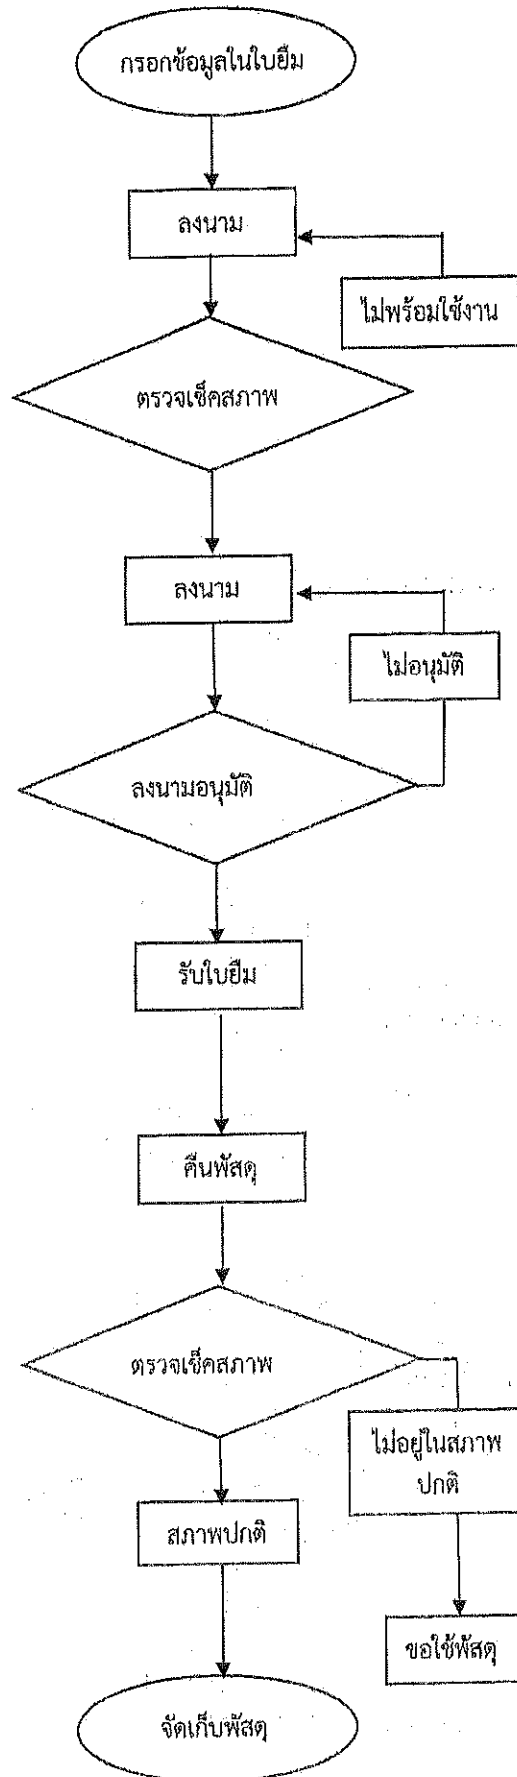 กรอกข้อมูลในใบยืม
ลงนาม
ไม่พร้อมใช้งาน
ตรวจเช็คสภาพ
ลงนาม
ไม่อนุมัติ
ลงนามอนุมัติ
รับใบยืม
คืนพัสดุ
ตรวจเช็คสภาพ
ไม่อยู่ในสภาพ
ปกติ
สภาพปกติ
ขอใช้พัสดุ
จัดเก็บพัสดุ